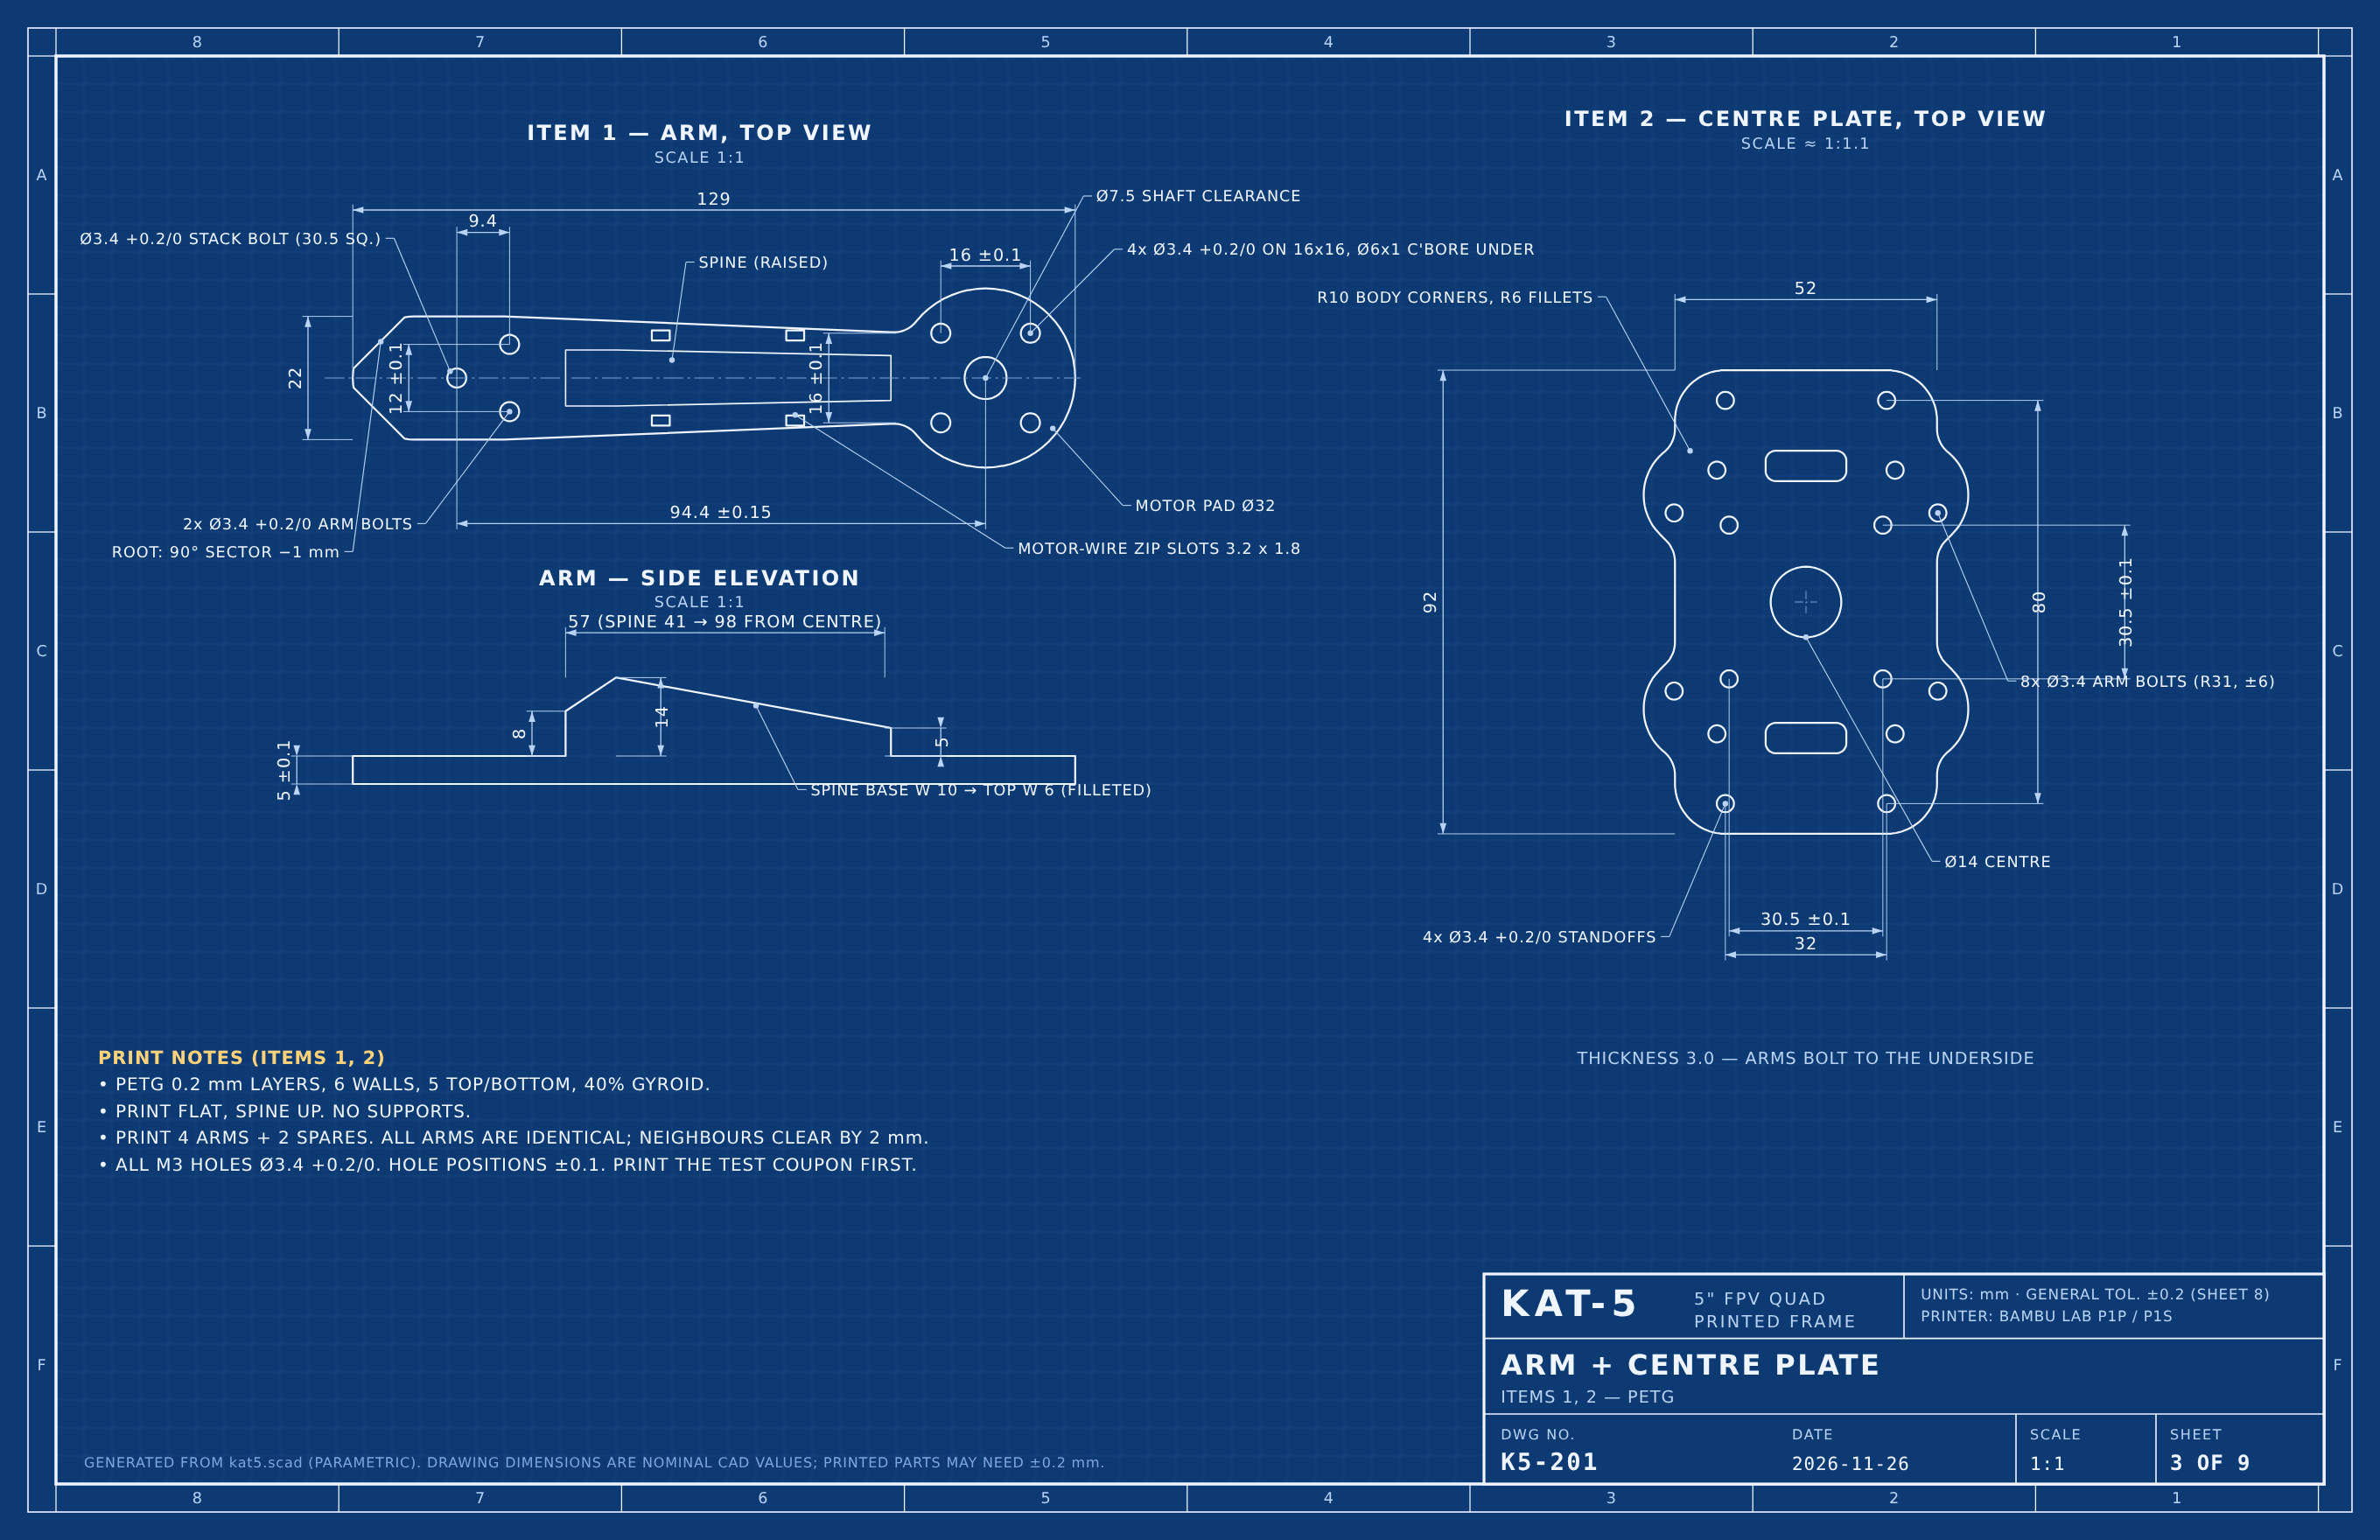 8 7 6 5 4 3 2 1
A A
B B
C C
D D
E E
F F
ITEM 1 — ARM, TOP VIEW
SCALE 1:1
129
9.4
Ø3.4 +0.2/0 STACK BOLT (30.5 SQ.)
SPINE (RAISED)
16 ±0.1
Ø7.5 SHAFT CLEARANCE
4x Ø3.4 +0.2/0 ON 16x16, Ø6x1 C'BORE UNDER
22
12 ±0.1
16 ±0.1
94.4 ±0.15
MOTOR PAD Ø32
2x Ø3.4 +0.2/0 ARM BOLTS
ROOT: 90° SECTOR −1 mm
MOTOR-WIRE ZIP SLOTS 3.2 x 1.8
ARM — SIDE ELEVATION
SCALE 1:1
57 (SPINE 41 → 98 FROM CENTRE)
8
14
5
5 ±0.1
SPINE BASE W 10 → TOP W 6 (FILLETED)
ITEM 2 — CENTRE PLATE, TOP VIEW
SCALE ≈ 1:1.1
R10 BODY CORNERS, R6 FILLETS
52
92
80
30.5 ±0.1
8x Ø3.4 ARM BOLTS (R31, ±6)
Ø14 CENTRE
4x Ø3.4 +0.2/0 STANDOFFS
30.5 ±0.1
32
THICKNESS 3.0 — ARMS BOLT TO THE UNDERSIDE
PRINT NOTES (ITEMS 1, 2)
• PETG 0.2 mm LAYERS, 6 WALLS, 5 TOP/BOTTOM, 40% GYROID.
• PRINT FLAT, SPINE UP. NO SUPPORTS.
• PRINT 4 ARMS + 2 SPARES. ALL ARMS ARE IDENTICAL; NEIGHBOURS CLEAR BY 2 mm.
• ALL M3 HOLES Ø3.4 +0.2/0. HOLE POSITIONS ±0.1. PRINT THE TEST COUPON FIRST.
KAT-5
5" FPV QUAD
PRINTED FRAME
UNITS: mm · GENERAL TOL. ±0.2 (SHEET 8)
PRINTER: BAMBU LAB P1P / P1S
ARM + CENTRE PLATE
ITEMS 1, 2 — PETG
DWG NO. DATE SCALE SHEET
K5-201 2026-11-26 1:1 3 OF 9
GENERATED FROM kat5.scad (PARAMETRIC). DRAWING DIMENSIONS ARE NOMINAL CAD VALUES; PRINTED PARTS MAY NEED ±0.2 mm.
8 7 6 5 4 3 2 1